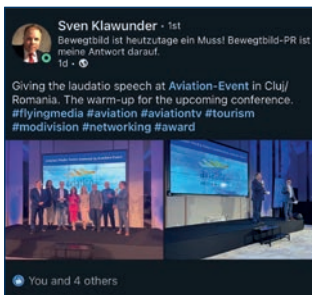 Sven Klawunder · 1st
Bewegtbild ist heutzutage ein Muss! Bewegtbild-PR ist
meine Antwort darauf.
1d ·
Giving the laudatio speech at Aviation-Event in Cluj/
Romania. The warm-up for the upcoming conference.
#flyingmedia #aviation #aviationtv #tourism
#modivision #networking #award
You and 4 others